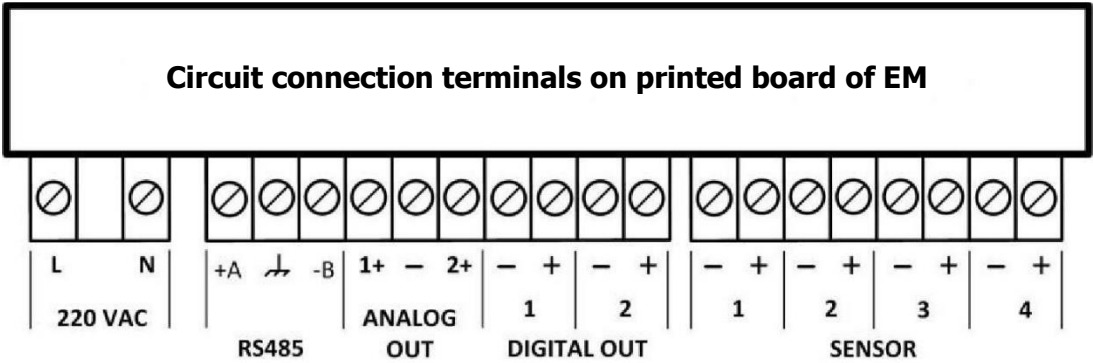 Circuit connection terminals on printed board of EM
L N +A -B 1+ − 2+ − + − + − + − + − + − +
220 VAC ANALOG 1 2 1 2 3 4
RS485 OUT DIGITAL OUT SENSOR